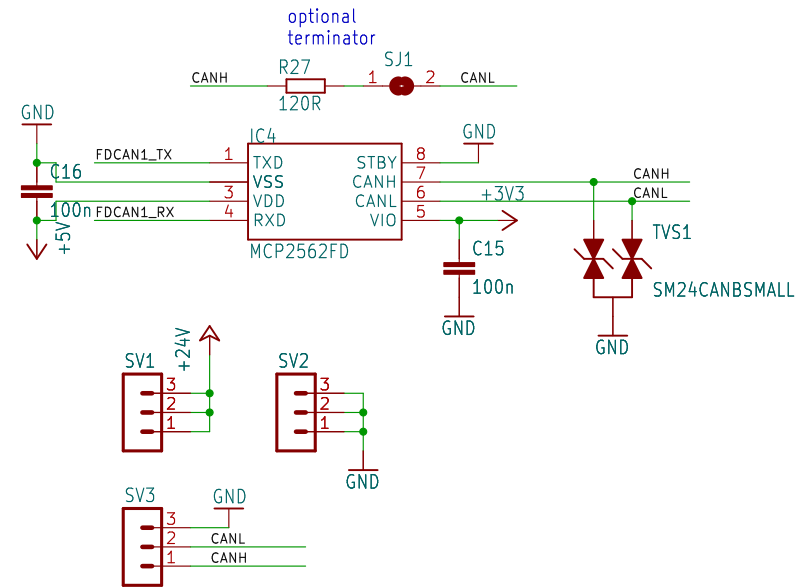 optional
terminator
R27
SJ1
CANH
1
2
CANL
120R
GND
GND
IC4
FDCAN1_TX
1
TXD
STBY
8
C16
VSS
CANH
7
CANH
3
VDD
CANL
6
+3V3
CANL
100n
FDCAN1_RX
4
RXD
VIO
5
+5V
MCP2562FD
C15
TVS1
100n
SM24CANBSMALL
GND
GND
+24V
SV1
SV2
3
2
1
3
2
1
GND
SV3
GND
3
2
CANL
1
CANH